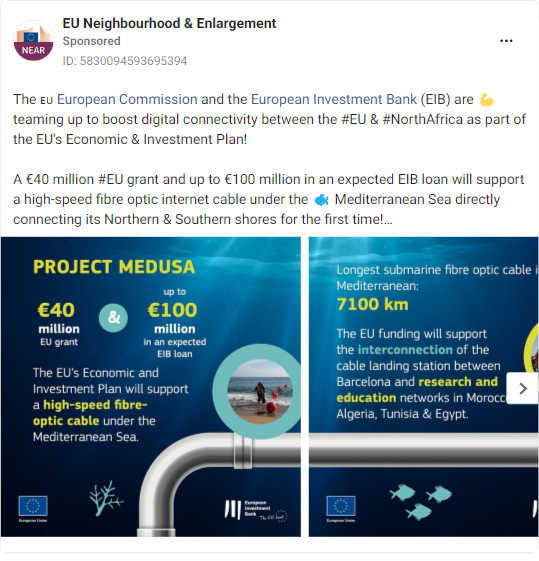 EU Neighbourhood & Enlargement
Sponsored
ID: 5830094593695394
NEAR
The EU European Commission and the European Investment Bank (EIB) are 💪
teaming up to boost digital connectivity between the #EU & #NorthAfrica as part of
the EU's Economic & Investment Plan!
A €40 million #EU grant and up to €100 million in an expected EIB loan will support
a high-speed fibre optic internet cable under the 🐟 Mediterranean Sea directly
connecting its Northern & Southern shores for the first time!...
PROJECT MEDUSA
€40
million
EU grant
&
up to
€100
million
in an expected
EIB loan
The EU's Economic and
Investment Plan will support
a high-speed fibre-
optic cable under the
Mediterranean Sea.
European Union
European
Investment
Bank
The EU bank
Longest submarine fibre optic cable i
Mediterranean:
7100 km
The EU funding will support
the interconnection of the
cable landing station between
Barcelona and research and
education networks in Morocc
Algeria, Tunisia & Egypt.
European Union